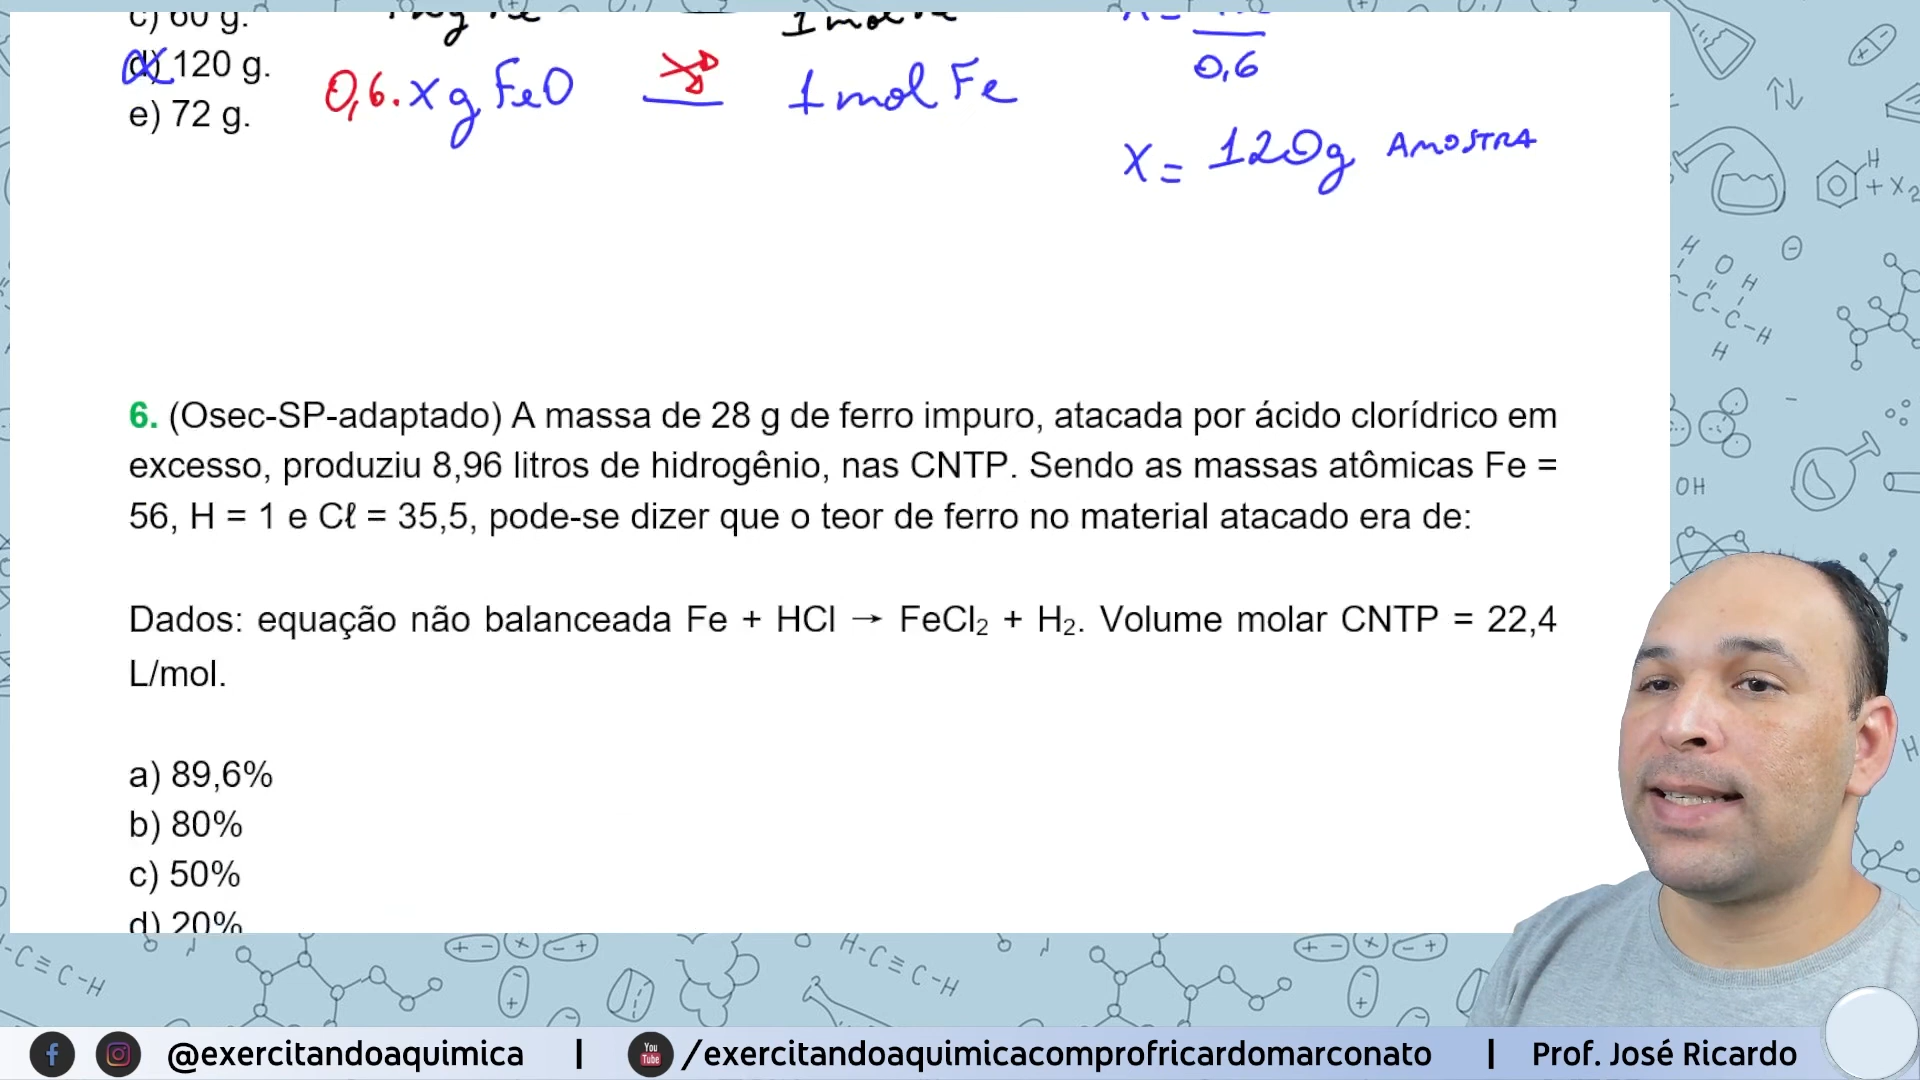 c) 60 g.
d) 120 g. 0,6.x g FeO 1 mol Fe 0,6
e) 72 g.
x = 120g AMOSTRA
6. (Osec-SP-adaptado) A massa de 28 g de ferro impuro, atacada por ácido clorídrico em
excesso, produziu 8,96 litros de hidrogênio, nas CNTP. Sendo as massas atômicas Fe =
56, H = 1 e Cℓ = 35,5, pode-se dizer que o teor de ferro no material atacado era de:
Dados: equação não balanceada Fe + HCl → FeCl₂ + H₂. Volume molar CNTP = 22,4
L/mol.
a) 89,6%
b) 80%
c) 50%
d) 20%
@exercitandoaquimica | You Tube /exercitandoaquimicacomprofricardomarconato | Prof. José Ricardo